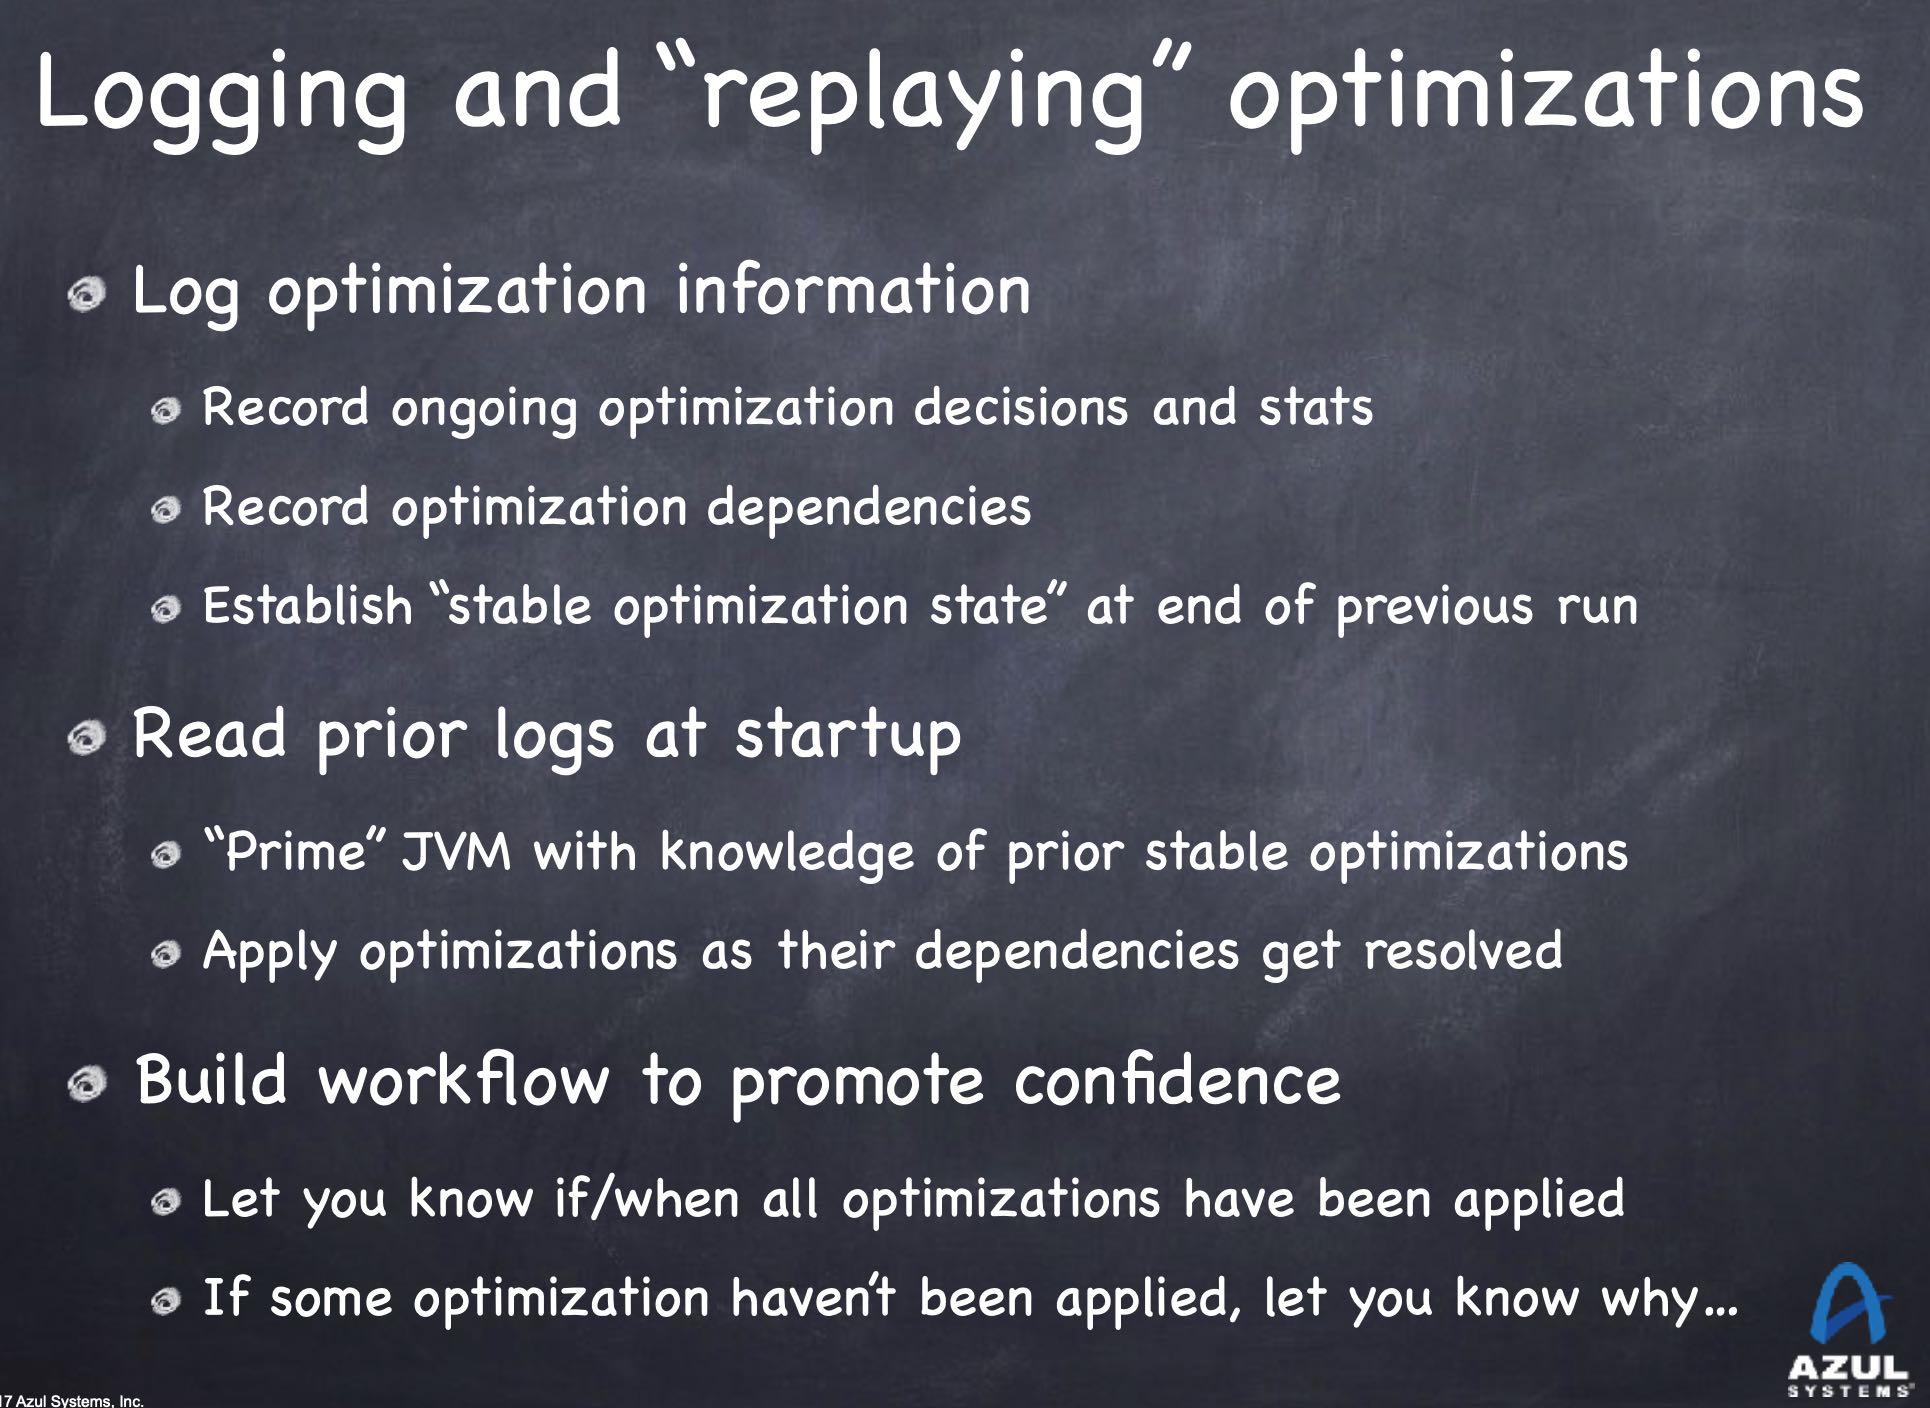 Logging and “replaying” optimizations
Log optimization information
Record ongoing optimization decisions and stats
Record optimization dependencies
Establish “stable optimization state” at end of previous run
Read prior logs at startup
“Prime” JVM with knowledge of prior stable optimizations
Apply optimizations as their dependencies get resolved
Build workflow to promote confidence
Let you know if/when all optimizations have been applied
If some optimization haven’t been applied, let you know why…
AZUL
SYSTEMS
17 Azul Systems, Inc.